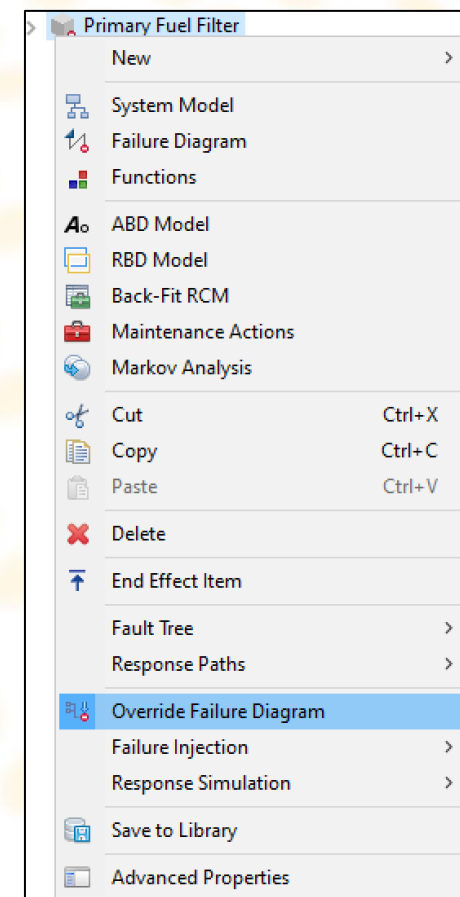 Primary Fuel Filter
New
System Model
Failure Diagram
Functions
ABD Model
RBD Model
Back-Fit RCM
Maintenance Actions
Markov Analysis
Cut Ctrl+X
Copy Ctrl+C
Paste Ctrl+V
Delete
End Effect Item
Fault Tree
Response Paths
Override Failure Diagram
Failure Injection
Response Simulation
Save to Library
Advanced Properties